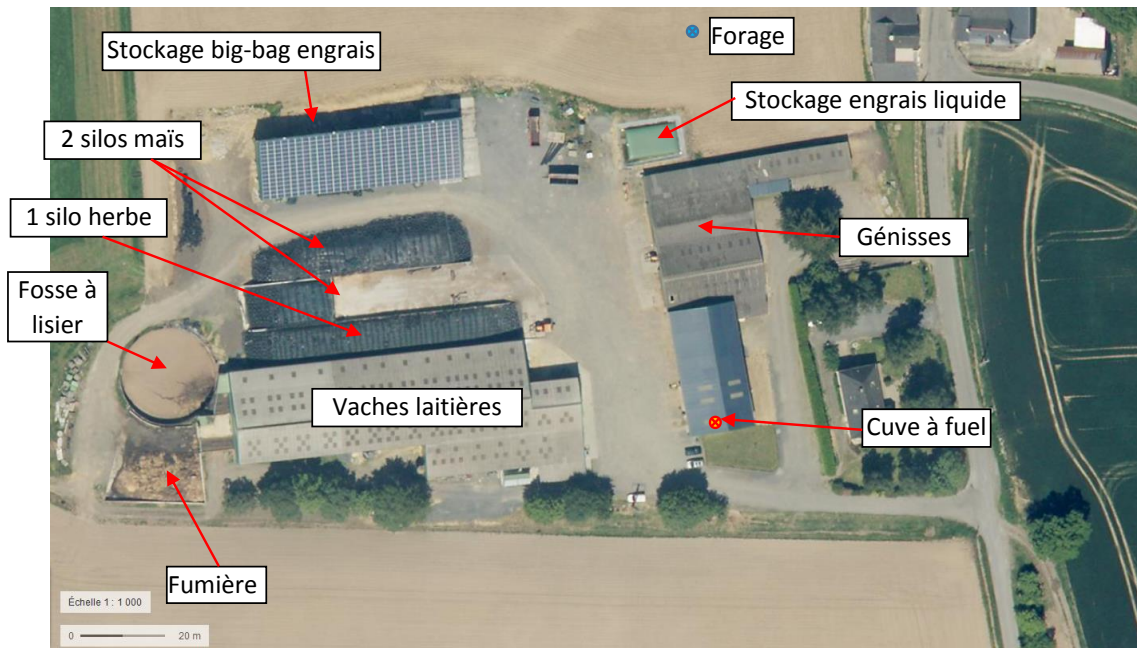 Forage
Stockage big-bag engrais
Stockage engrais liquide
2 silos maïs
1 silo herbe
Génisses
Fosse à
lisier
Vaches laitières
Cuve à fuel
Fumière
Échelle 1 : 1 000
0 20 m